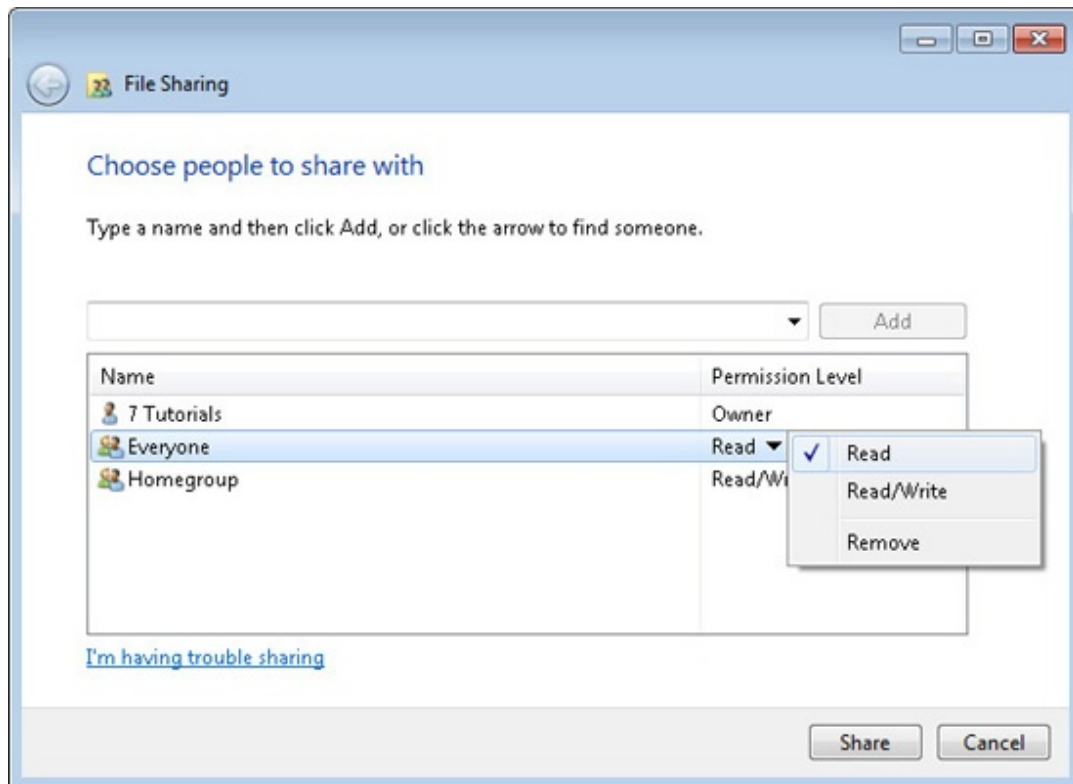 File Sharing
Choose people to share with
Type a name and then click Add, or click the arrow to find someone.
Add
Name Permission Level
7 Tutorials Owner
Everyone Read
Homegroup
Read
Read/Write
Remove
I'm having trouble sharing
Share Cancel